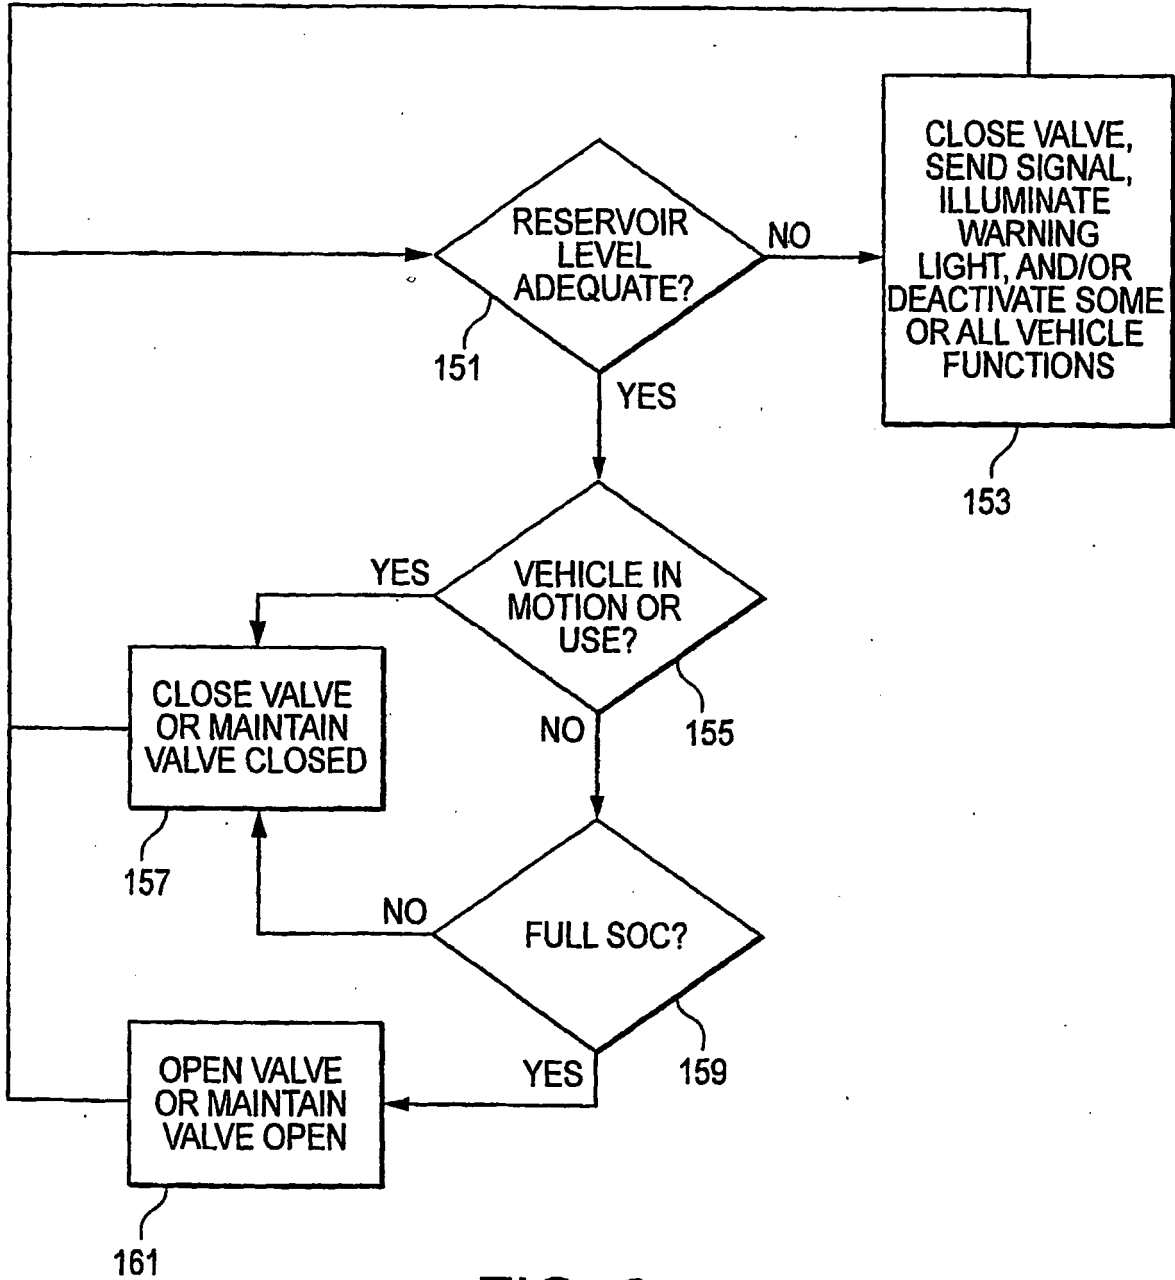 CLOSE VALVE,
SEND SIGNAL,
ILLUMINATE
WARNING
LIGHT, AND/OR
DEACTIVATE SOME
OR ALL VEHICLE
FUNCTIONS
153
RESERVOIR
LEVEL
ADEQUATE?
NO
151
YES
VEHICLE IN
MOTION OR
USE?
YES
155
NO
CLOSE VALVE
OR MAINTAIN
VALVE CLOSED
157
FULL SOC?
NO
159
YES
OPEN VALVE
OR MAINTAIN
VALVE OPEN
161